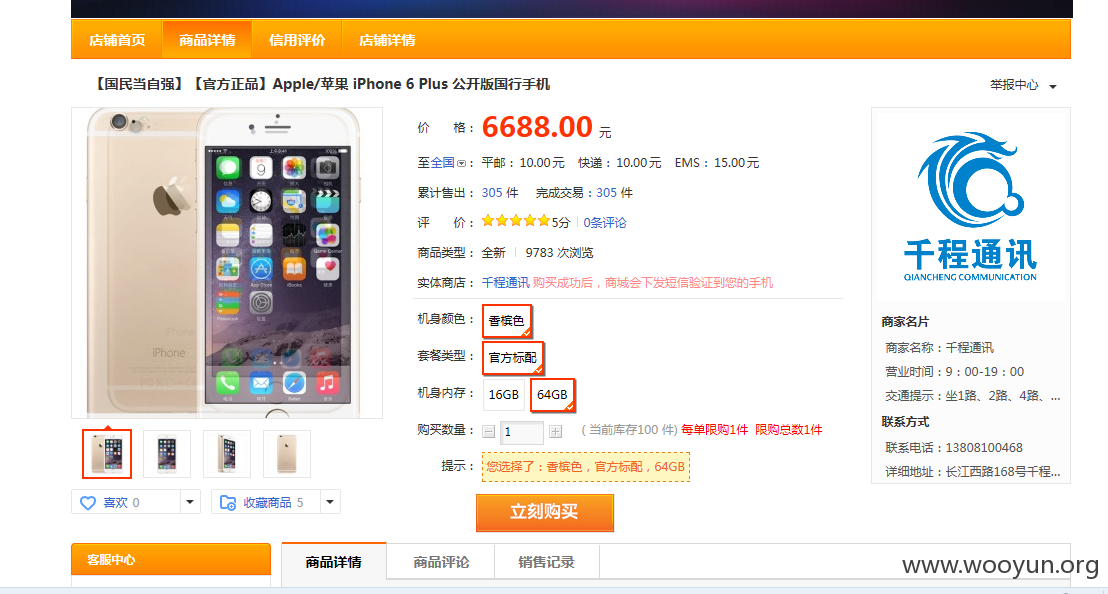 店铺首页 商品详情 信用评价 店铺详情
【国民当自强】【官方正品】Apple/苹果 iPhone 6 Plus 公开版国行手机
举报中心
价 格： 6688.00 元
至全国 平邮：10.00元 快递：10.00元 EMS：15.00元
累计售出：305 件 完成交易：305 件
评 价： 5分 0条评论
商品类型：全新 9783 次浏览
实体商店：千程通讯 购买成功后，商城会下发短信验证到您的手机
机身颜色：香槟色
套餐类型：官方标配
机身内存：16GB 64GB
购买数量：1 （当前库存100 件）每单限购1件 限购总数1件
提示：您选择了：香槟色，官方标配，64GB
立刻购买
iPhone
喜欢 0 收藏商品 5
千程通讯
QIANCHENG COMMUNICATION
商家名片
商家名称：千程通讯
营业时间：9：00-19：00
交通提示：坐1路、2路、4路、...
联系方式
联系电话：13808100468
详细地址：长江西路168号千程...
客服中心
商品详情 商品评论 销售记录
www.wooyun.org